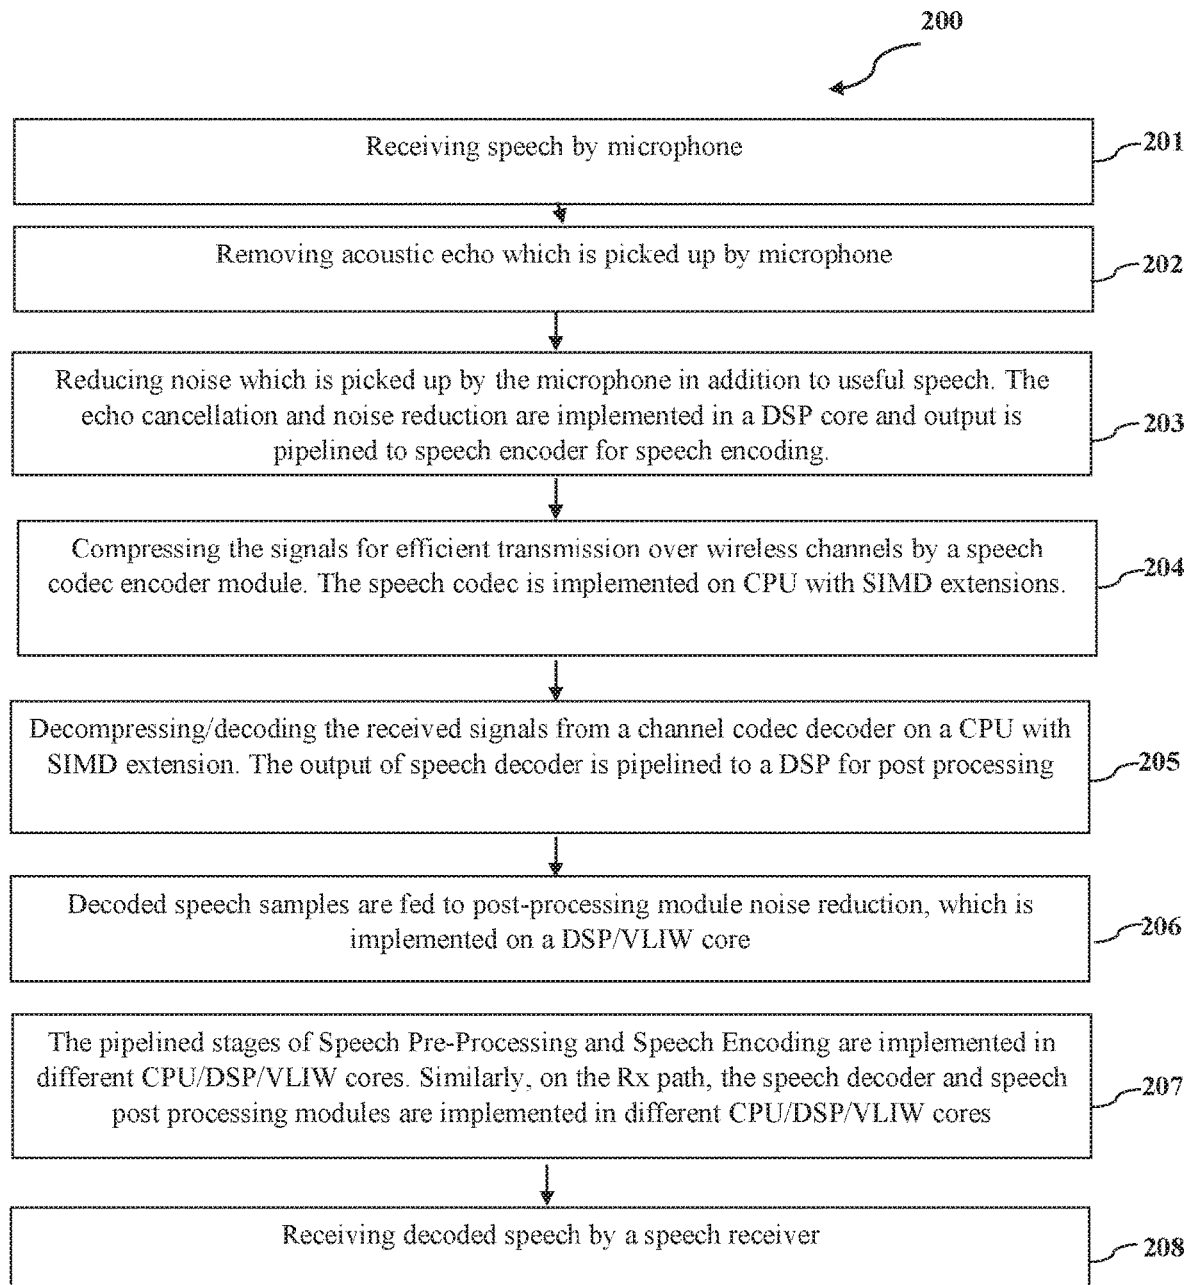 200
Receiving speech by microphone
201
Removing acoustic echo which is picked up by microphone
202
Reducing noise which is picked up by the microphone in addition to useful speech. The
echo cancellation and noise reduction are implemented in a DSP core and output is
pipelined to speech encoder for speech encoding.
203
Compressing the signals for efficient transmission over wireless channels by a speech
codec encoder module. The speech codec is implemented on CPU with SIMD extensions.
204
Decompressing/decoding the received signals from a channel codec decoder on a CPU with
SIMD extension. The output of speech decoder is pipelined to a DSP for post processing
205
Decoded speech samples are fed to post-processing module noise reduction, which is
implemented on a DSP/VLIW core
206
The pipelined stages of Speech Pre-Processing and Speech Encoding are implemented in
different CPU/DSP/VLIW cores. Similarly, on the Rx path, the speech decoder and speech
post processing modules are implemented in different CPU/DSP/VLIW cores
207
Receiving decoded speech by a speech receiver
208